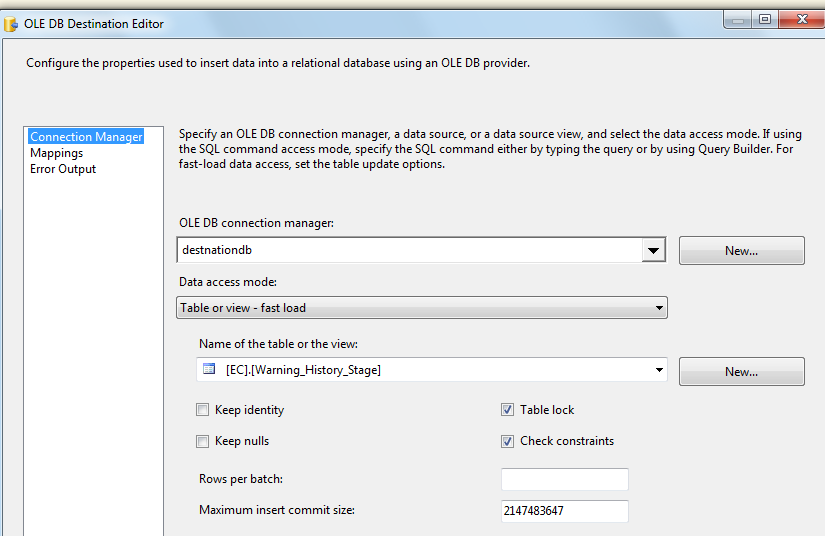 OLE DB Destination Editor
Configure the properties used to insert data into a relational database using an OLE DB provider.
Connection Manager
Mappings
Error Output
Specify an OLE DB connection manager, a data source, or a data source view, and select the data access mode. If using
the SQL command access mode, specify the SQL command either by typing the query or by using Query Builder. For
fast-load data access, set the table update options.
OLE DB connection manager:
destnationdb
New...
Data access mode:
Table or view - fast load
Name of the table or the view:
[EC].[Warning_History_Stage]
New...
Keep identity
Table lock
Keep nulls
Check constraints
Rows per batch:
Maximum insert commit size:
2147483647